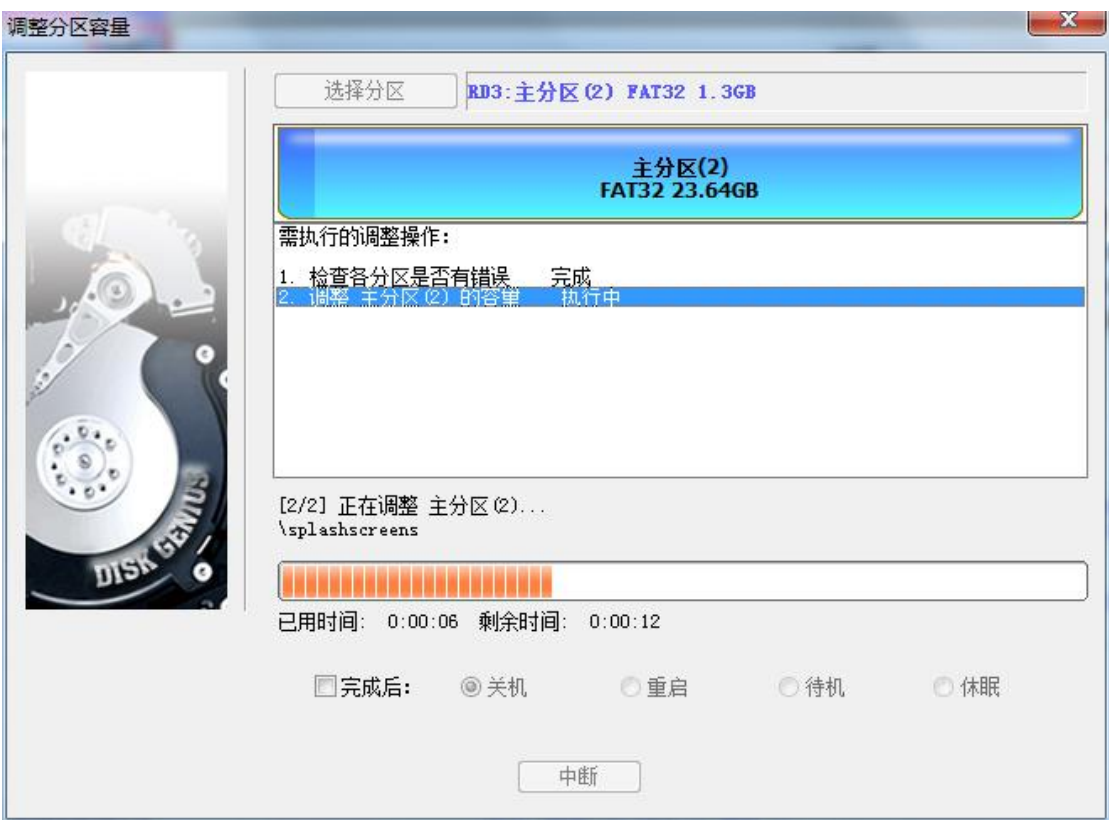 调整分区容量
选择分区
RD3:主分区(2) FAT32 1.3GB
主分区(2)
FAT32 23.64GB
需执行的调整操作:
1. 检查各分区是否有错误 完成
2. 调整 主分区(2) 的容量 执行中
[2/2] 正在调整 主分区(2)...
\splashscreens
DISK GENIUS
已用时间: 0:00:06 剩余时间: 0:00:12
完成后: 关机 重启 待机 休眠
中断